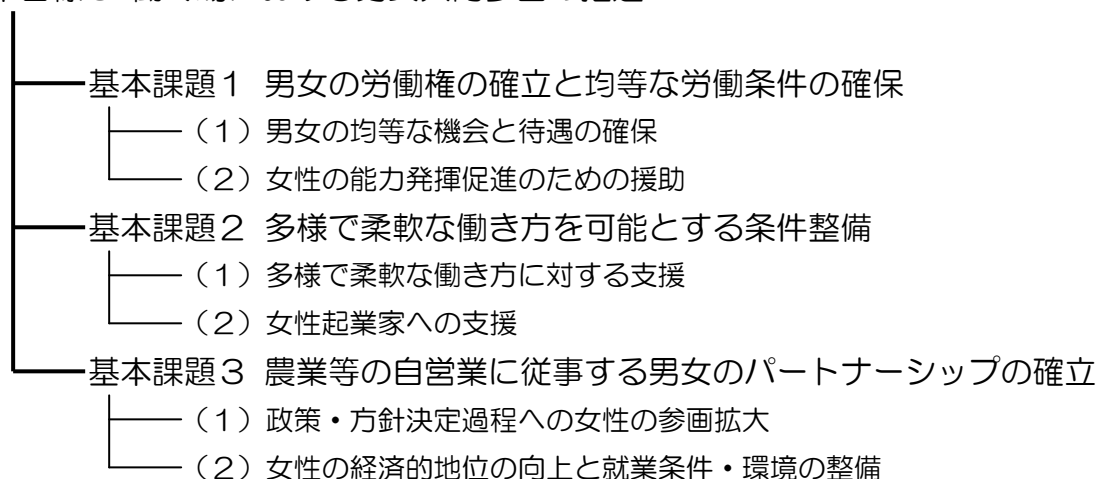 基本課題1 男女の労働権の確立と均等な労働条件の確保
(1)男女の均等な機会と待遇の確保
(2)女性の能力発揮促進のための援助
基本課題2 多様で柔軟な働き方を可能とする条件整備
(1)多様で柔軟な働き方に対する支援
(2)女性起業家への支援
基本課題3 農業等の自営業に従事する男女のパートナーシップの確立
(1)政策・方針決定過程への女性の参画拡大
(2)女性の経済的地位の向上と就業条件・環境の整備